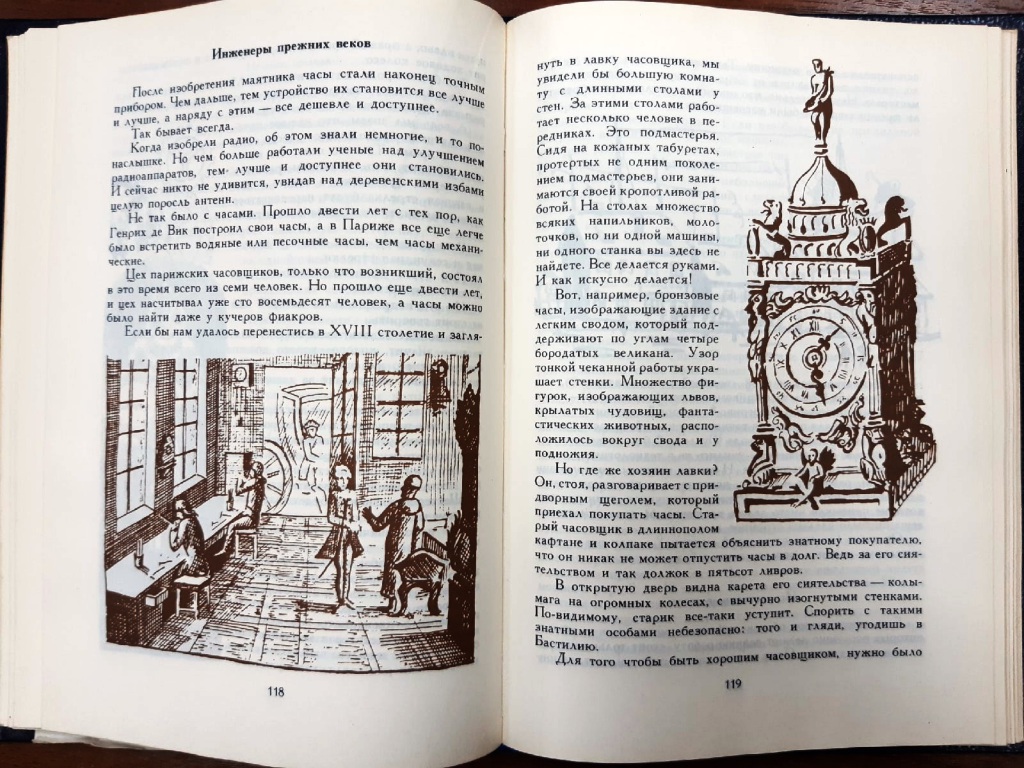 Инженеры прежних веков
После изобретения маятника часы стали наконец точным
прибором. Чем дальше, тем устройство их становится все лучше
и лучше, а наряду с этим — все дешевле и доступнее.
Так бывает всегда.
Когда изобрели радио, об этом знали немногие, и то по-
наслышке. Но чем больше работали ученые над улучшением
радиоаппаратов, тем лучше и доступнее они становились.
И сейчас никто не удивится, увидав над деревенскими избами
целую поросль антенн.
Не так было с часами. Прошло двести лет с тех пор, как
Генрих де Вик построил свои часы, а в Париже все еще легче
было встретить водяные или песочные часы, чем часы механи-
ческие.
Цех парижских часовщиков, только что возникший, состоял
в это время всего из семи человек. Но прошло еще двести лет,
и цех насчитывал уже сто восемьдесят человек, а часы можно
было найти даже у кучеров фиакров.
Если бы нам удалось перенестись в XVIII столетие и загля-
118
нуть в лавку часовщика, мы
увидели бы большую комна-
ту с длинными столами у
стен. За этими столами рабо-
тает несколько человек в пе-
редниках. Это подмастерья.
Сидя на кожаных табуретах,
протертых не одним поколе-
нием подмастерьев, они зани-
маются своей кропотливой ра-
ботой. На столах множество
всяких напильников, моло-
точков, но ни одной машины,
ни одного станка вы здесь не
найдете. Все делается руками.
И как искусно делается!
Вот, например, бронзовые
часы, изображающие здание с
легким сводом, который под-
держивают по углам четыре
бородатых великана. Узор
тонкой чеканной работы укра-
шает стенки. Множество фи-
гурок, изображающих львов,
крылатых чудовищ, фанта-
стических животных, распо-
ложилось вокруг свода и у
подножия.
Но где же хозяин лавки?
Он, стоя, разговаривает с при-
дворным щеголем, который
приехал покупать часы. Ста-
рый часовщик в длиннополом
кафтане и колпаке пытается объяснить знатному покупателю,
что он никак не может отпустить часы в долг. Ведь за его сия-
тельством и так должок в пятьсот ливров.
В открытую дверь видна карета его сиятельства — колы-
мага на огромных колесах, с вычурно изогнутыми стенками.
По-видимому, старик все-таки уступит. Спорить с такими
знатными особами небезопасно: того и гляди, угодишь в
Бастилию.
Для того чтобы быть хорошим часовщиком, нужно было
119